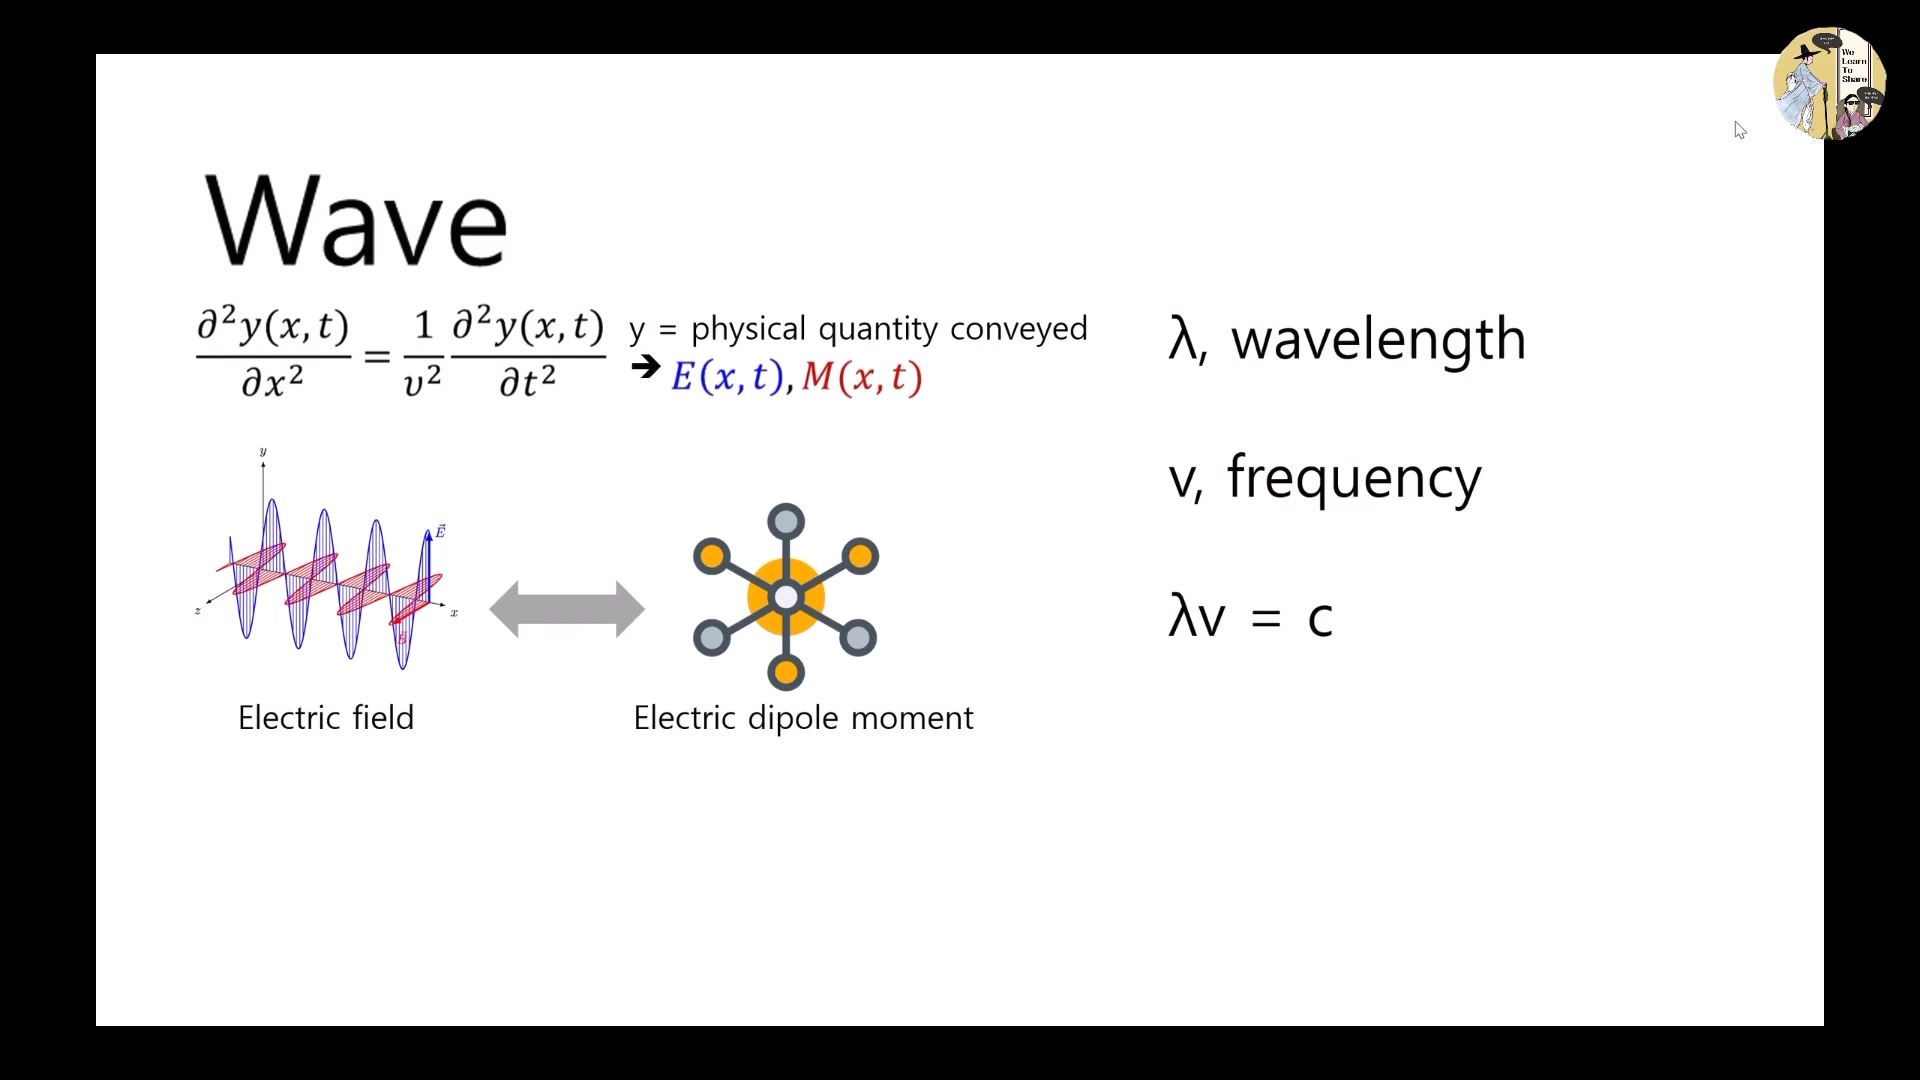 We
Learn
To
Share
Wave
∂²y(x, t)/∂x² = 1/υ² ∂²y(x, t)/∂t²
y = physical quantity conveyed
➔ E(x, t), M(x, t)
λ, wavelength
ν, frequency
λν = c
y
E⃗
z
x
B⃗
Electric field
Electric dipole moment